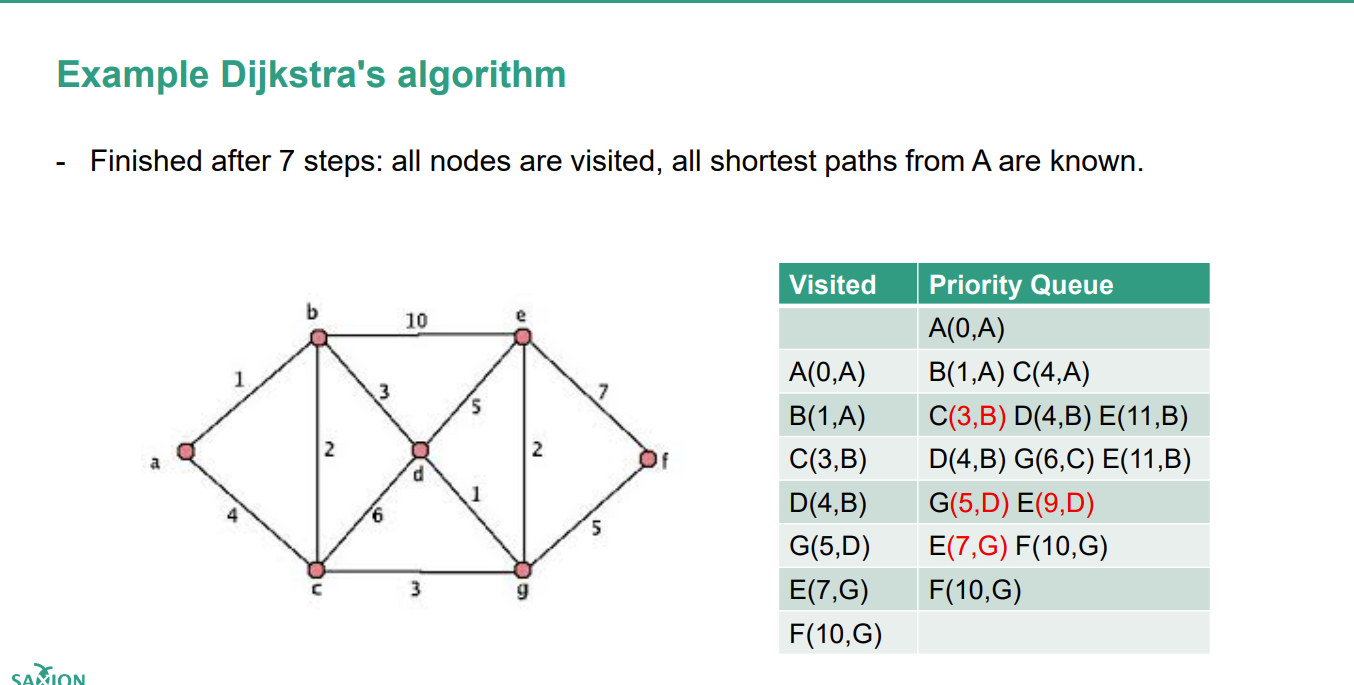 Example Dijkstra's algorithm
- Finished after 7 steps: all nodes are visited, all shortest paths from A are known.
b
10
e
1
3
5
7
a
2
d
2
f
4
6
1
5
c
3
g
Visited Priority Queue
A(0,A)
A(0,A) B(1,A) C(4,A)
B(1,A) C(3,B) D(4,B) E(11,B)
C(3,B) D(4,B) G(6,C) E(11,B)
D(4,B) G(5,D) E(9,D)
G(5,D) E(7,G) F(10,G)
E(7,G) F(10,G)
F(10,G)
SAXION